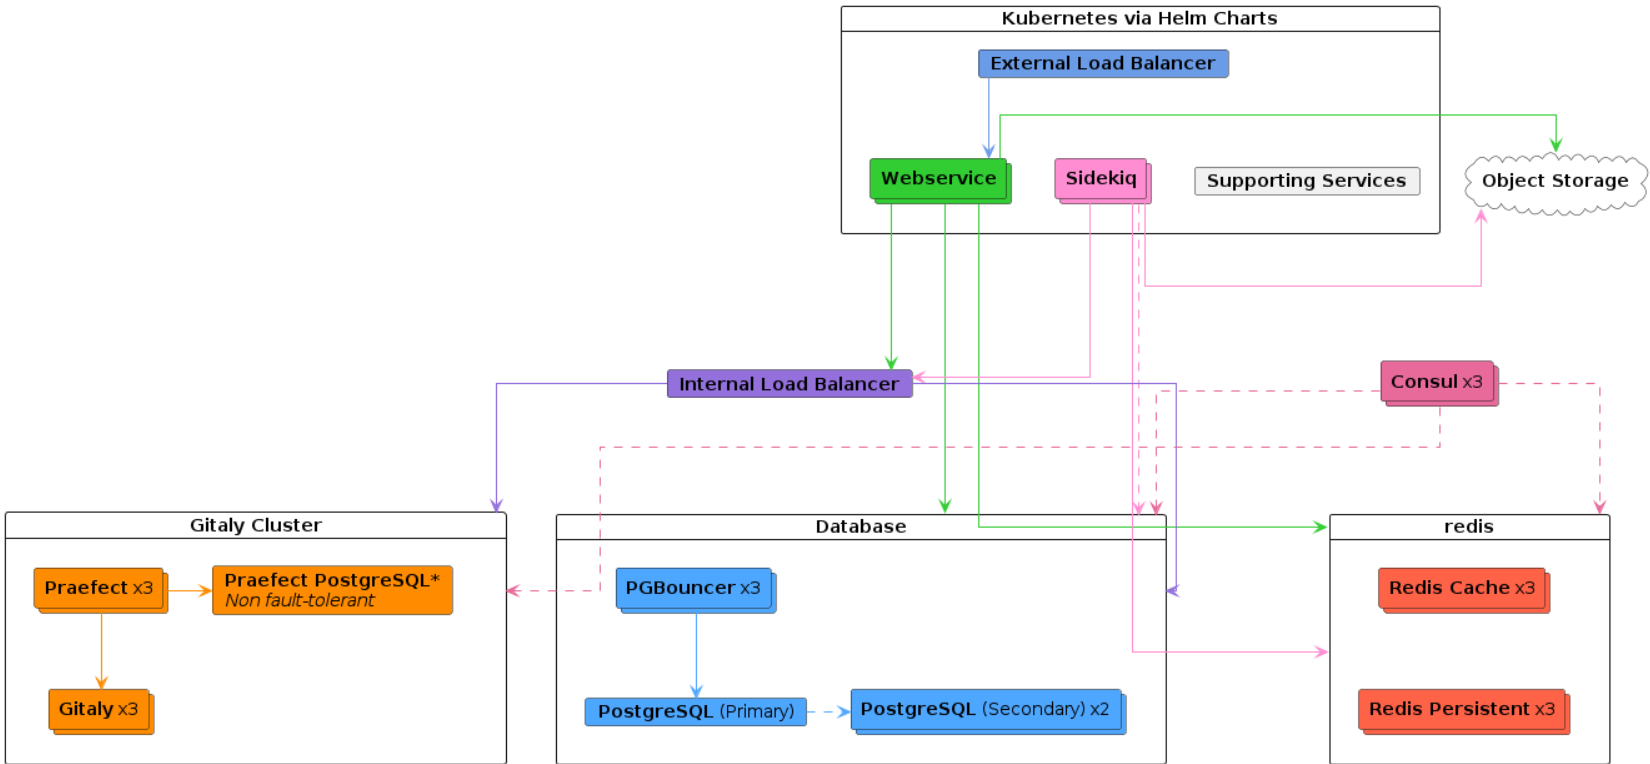 Kubernetes via Helm Charts
External Load Balancer
Webservice
Sidekiq
Supporting Services
Object Storage
Internal Load Balancer
Consul x3
Gitaly Cluster
Praefect x3
Praefect PostgreSQL*
Non fault-tolerant
Gitaly x3
Database
PGBouncer x3
PostgreSQL (Primary)
PostgreSQL (Secondary) x2
redis
Redis Cache x3
Redis Persistent x3